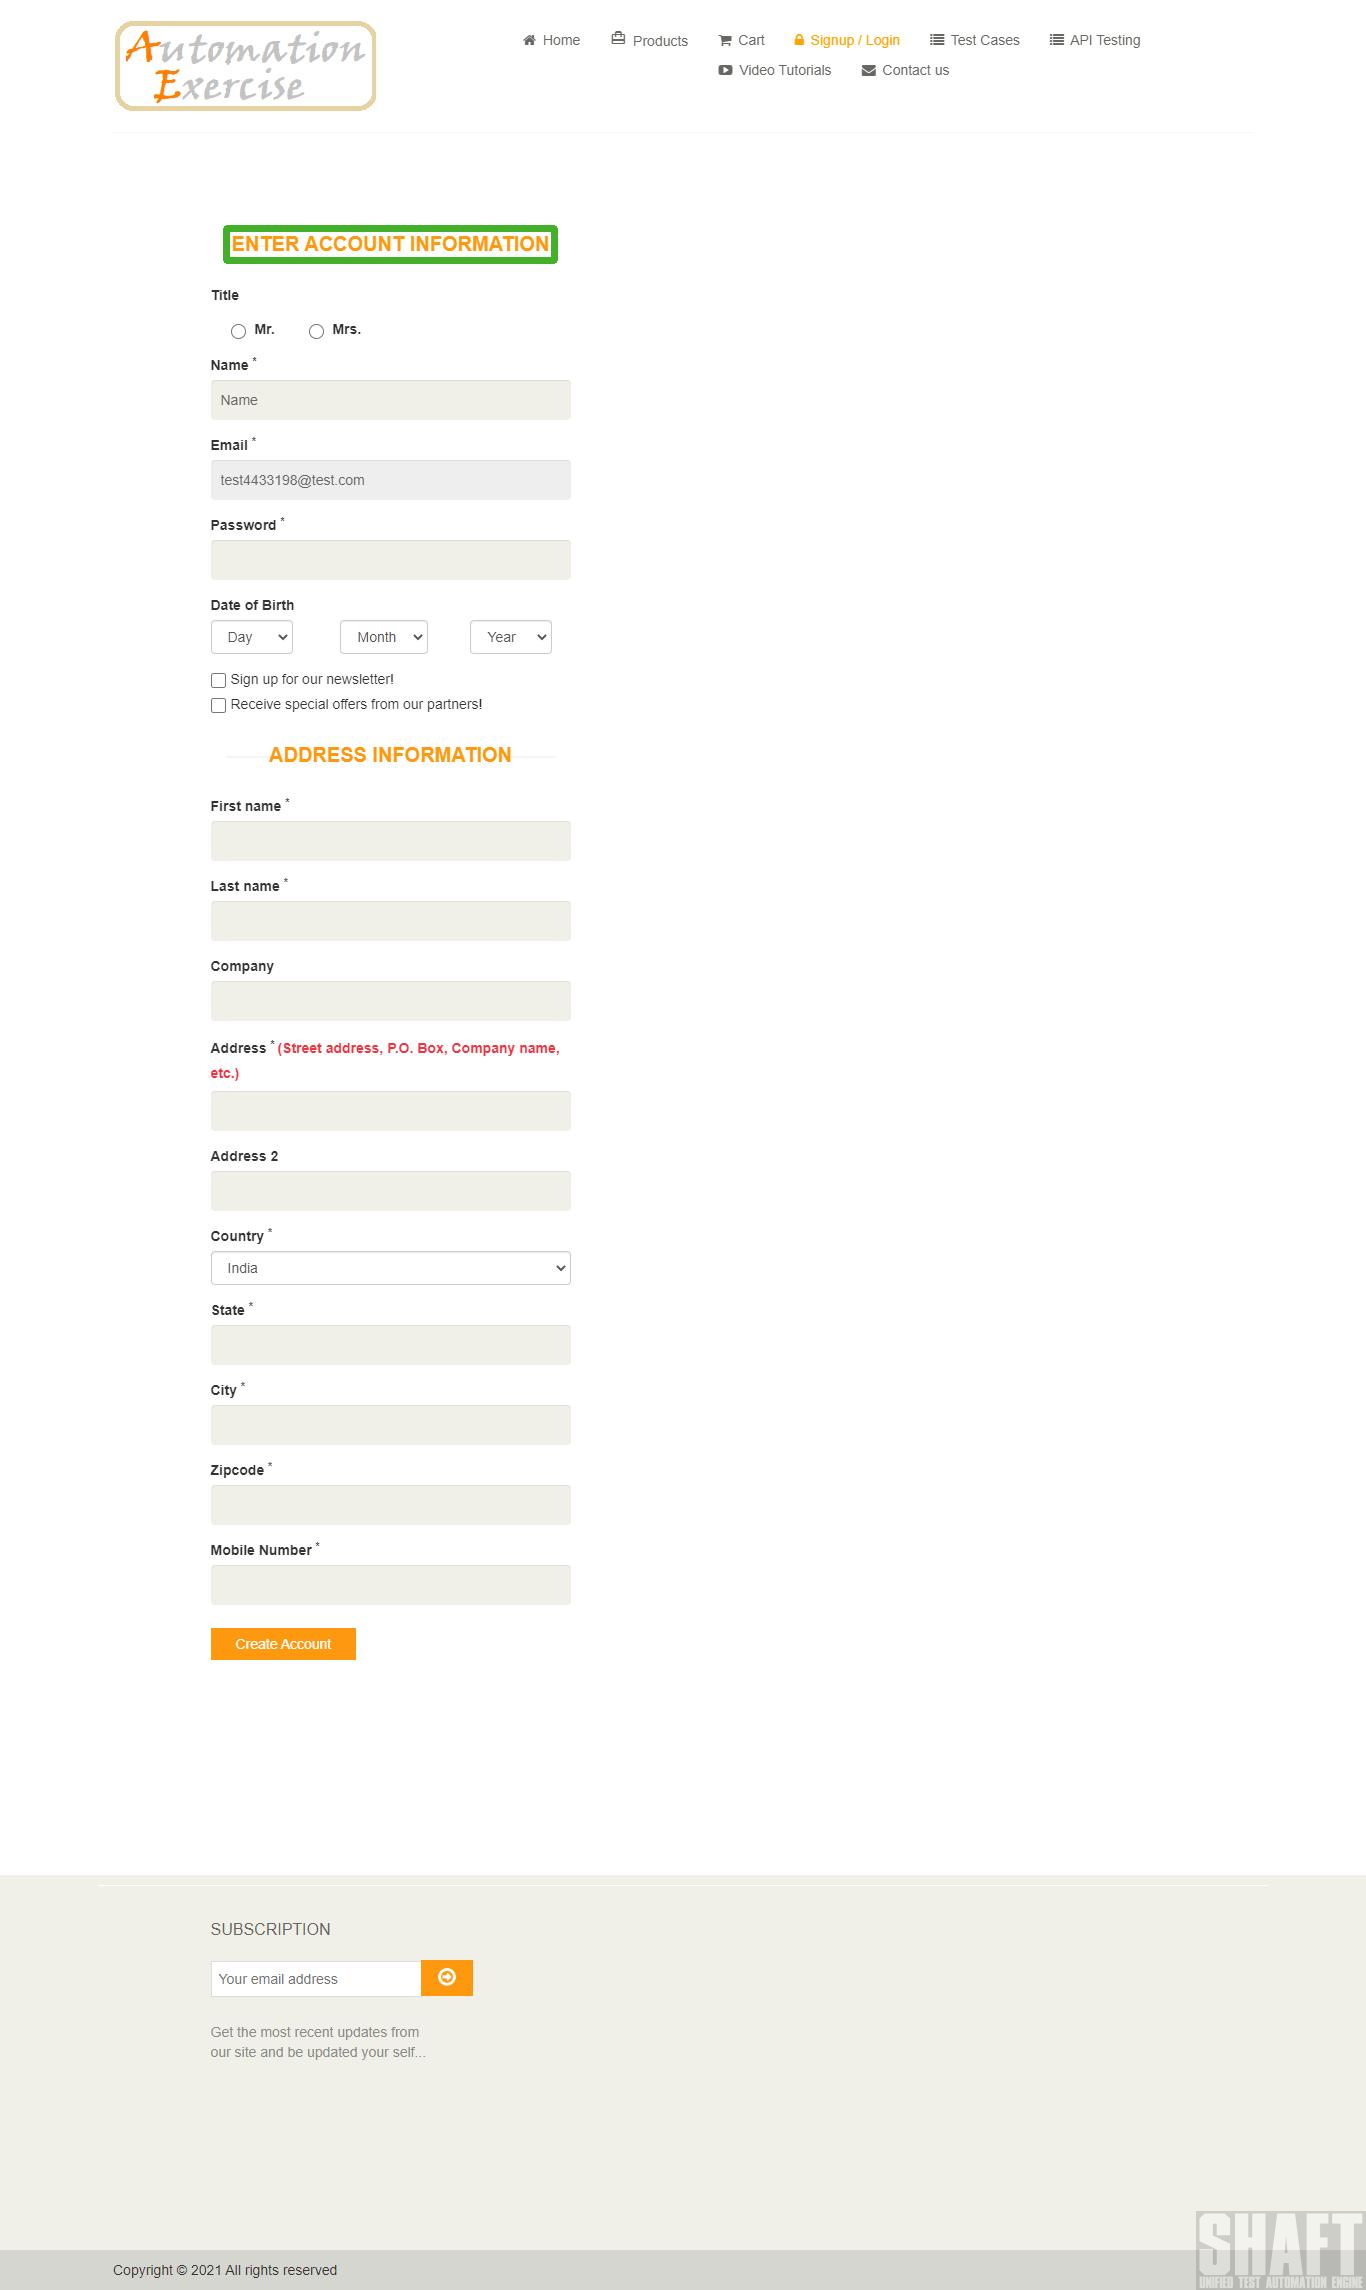 Automation
Exercise
Home
Products
Cart
Signup / Login
Test Cases
API Testing
Video Tutorials
Contact us
ENTER ACCOUNT INFORMATION
Title
Mr.
Mrs.
Name *
Name
Email *
test4433198@test.com
Password *
Date of Birth
Day
Month
Year
Sign up for our newsletter!
Receive special offers from our partners!
ADDRESS INFORMATION
First name *
Last name *
Company
Address * (Street address, P.O. Box, Company name,
etc.)
Address 2
Country *
India
State *
City *
Zipcode *
Mobile Number *
Create Account
SUBSCRIPTION
Your email address
Get the most recent updates from
our site and be updated your self...
Copyright © 2021 All rights reserved
SHAFT
UNIFIED TEST AUTOMATION ENGINE